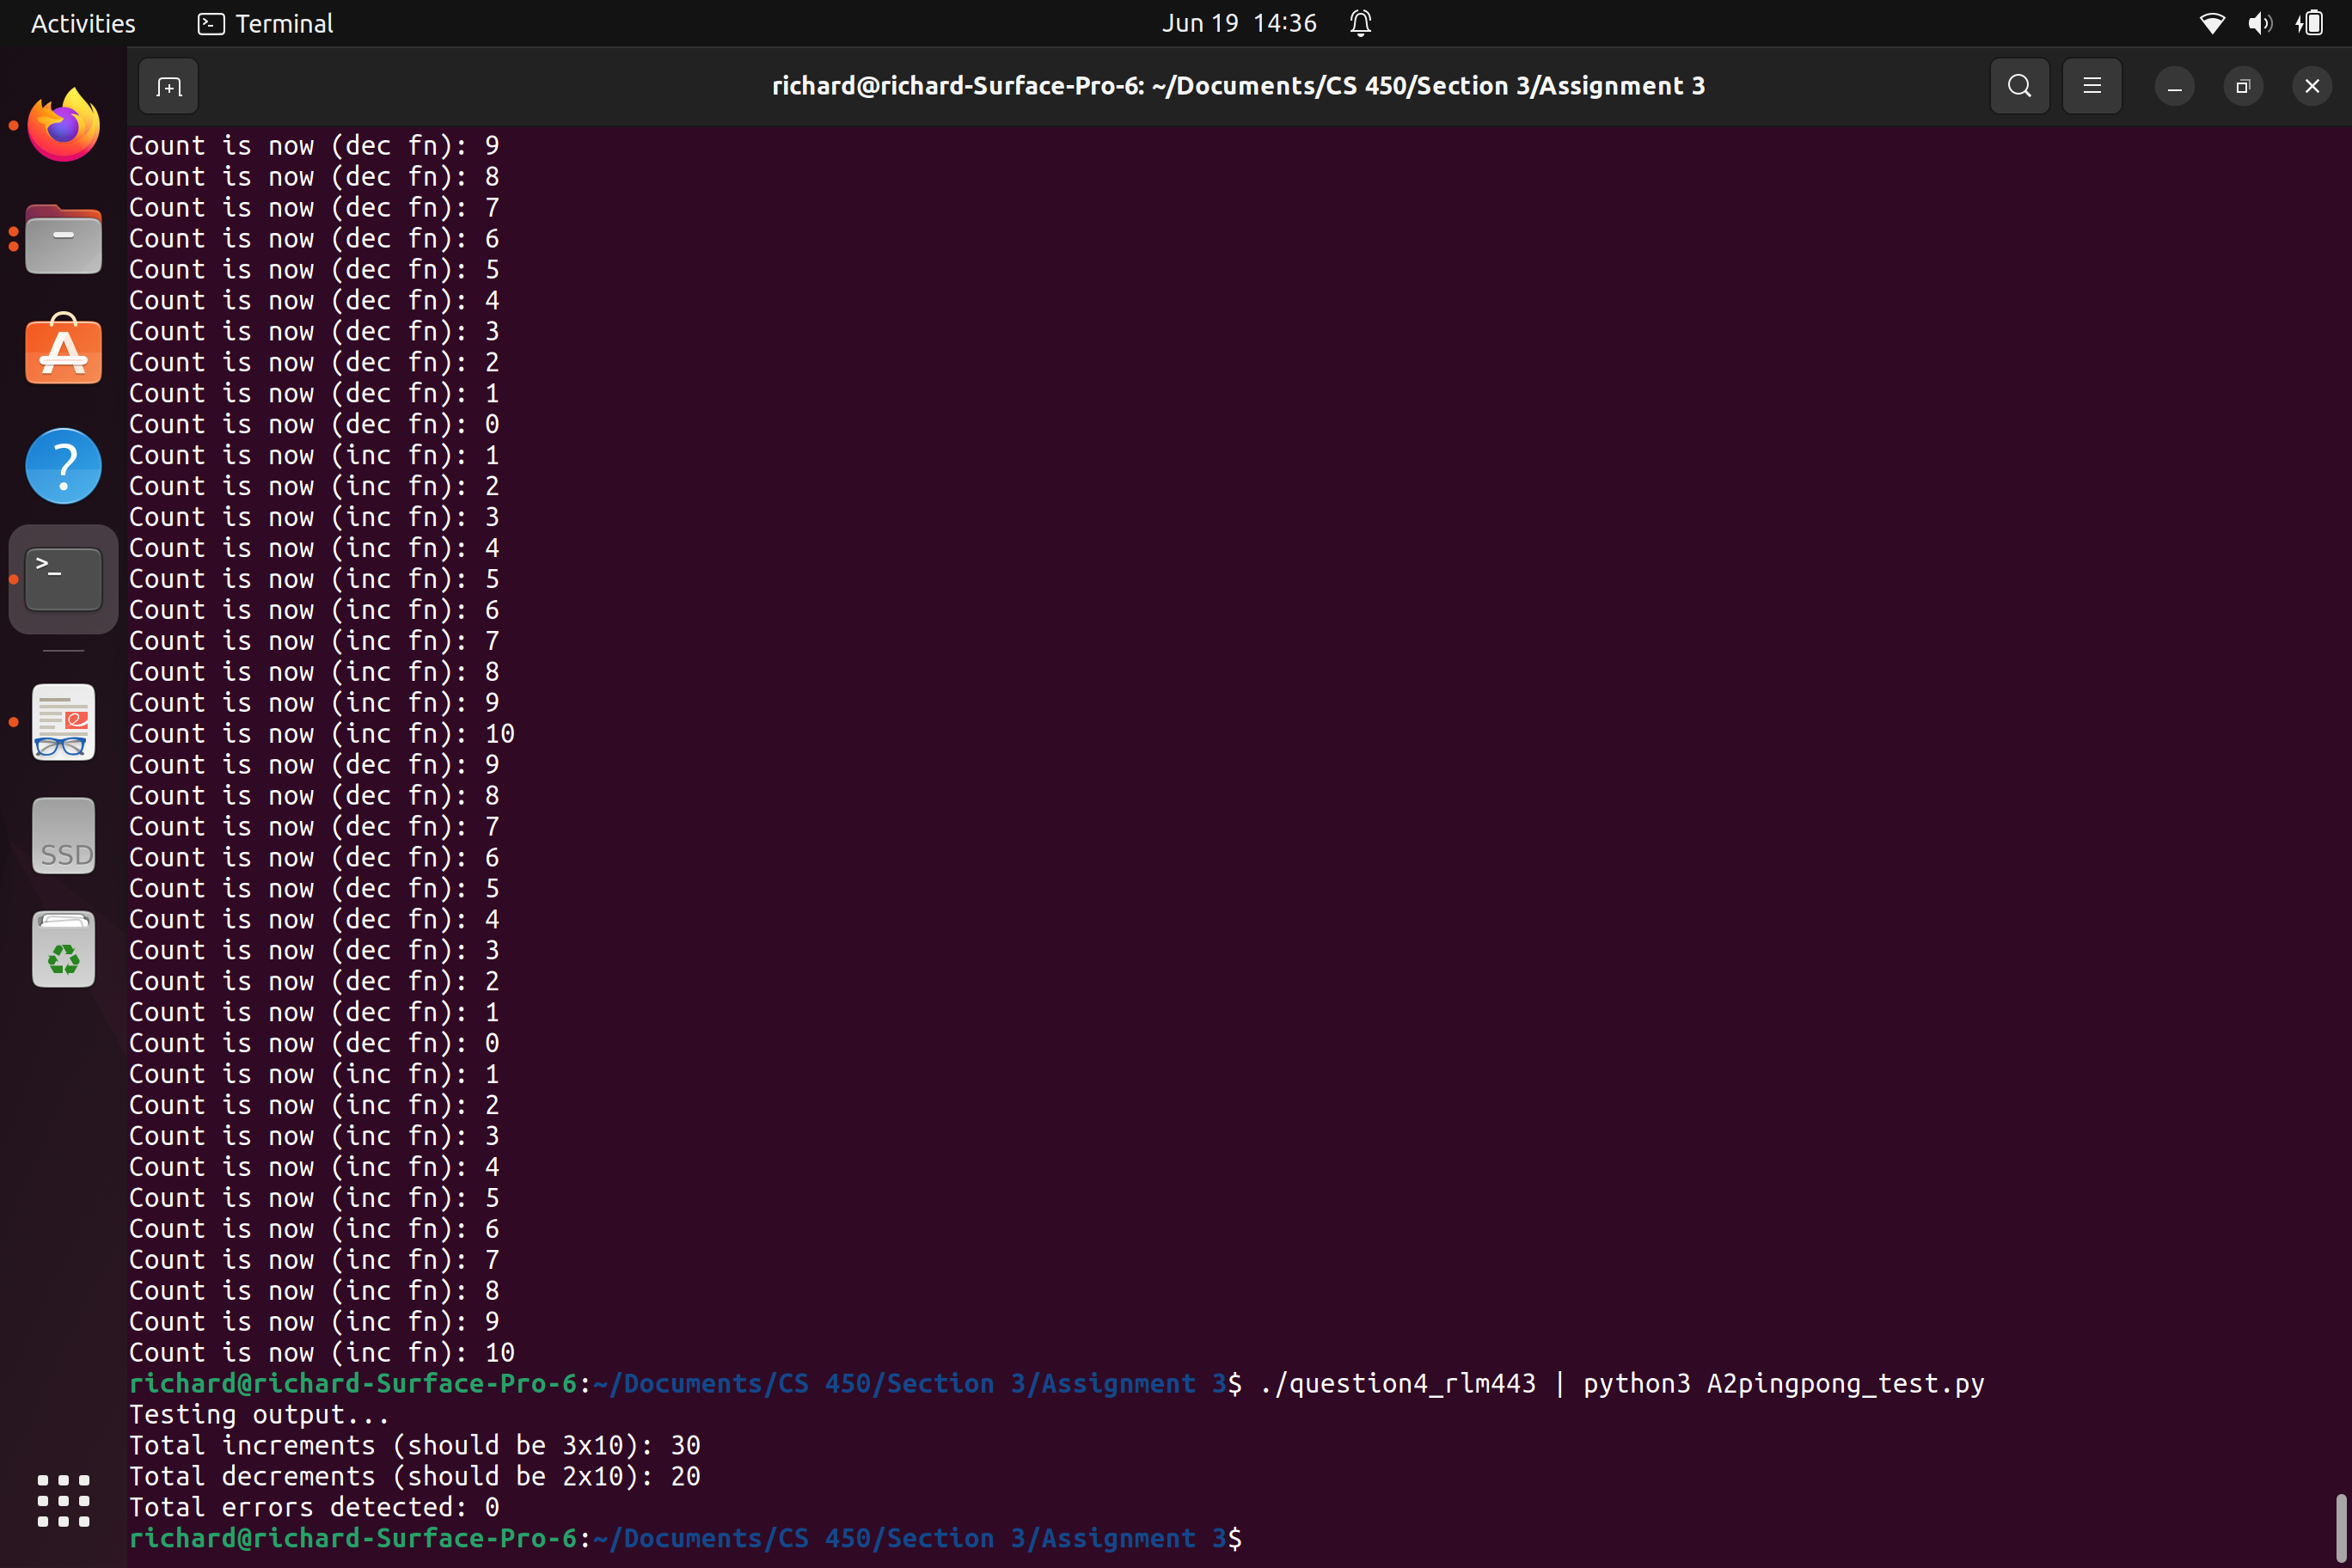 Activities Terminal Jun 19 14:36
richard@richard-Surface-Pro-6: ~/Documents/CS 450/Section 3/Assignment 3
Count is now (dec fn): 9
Count is now (dec fn): 8
Count is now (dec fn): 7
Count is now (dec fn): 6
Count is now (dec fn): 5
Count is now (dec fn): 4
Count is now (dec fn): 3
Count is now (dec fn): 2
Count is now (dec fn): 1
Count is now (dec fn): 0
Count is now (inc fn): 1
Count is now (inc fn): 2
Count is now (inc fn): 3
Count is now (inc fn): 4
Count is now (inc fn): 5
Count is now (inc fn): 6
Count is now (inc fn): 7
Count is now (inc fn): 8
Count is now (inc fn): 9
Count is now (inc fn): 10
Count is now (dec fn): 9
Count is now (dec fn): 8
Count is now (dec fn): 7
Count is now (dec fn): 6
Count is now (dec fn): 5
Count is now (dec fn): 4
Count is now (dec fn): 3
Count is now (dec fn): 2
Count is now (dec fn): 1
Count is now (dec fn): 0
Count is now (inc fn): 1
Count is now (inc fn): 2
Count is now (inc fn): 3
Count is now (inc fn): 4
Count is now (inc fn): 5
Count is now (inc fn): 6
Count is now (inc fn): 7
Count is now (inc fn): 8
Count is now (inc fn): 9
Count is now (inc fn): 10
richard@richard-Surface-Pro-6:~/Documents/CS 450/Section 3/Assignment 3$ ./question4_rlm443 | python3 A2pingpong_test.py
Testing output...
Total increments (should be 3x10): 30
Total decrements (should be 2x10): 20
Total errors detected: 0
richard@richard-Surface-Pro-6:~/Documents/CS 450/Section 3/Assignment 3$
SSD